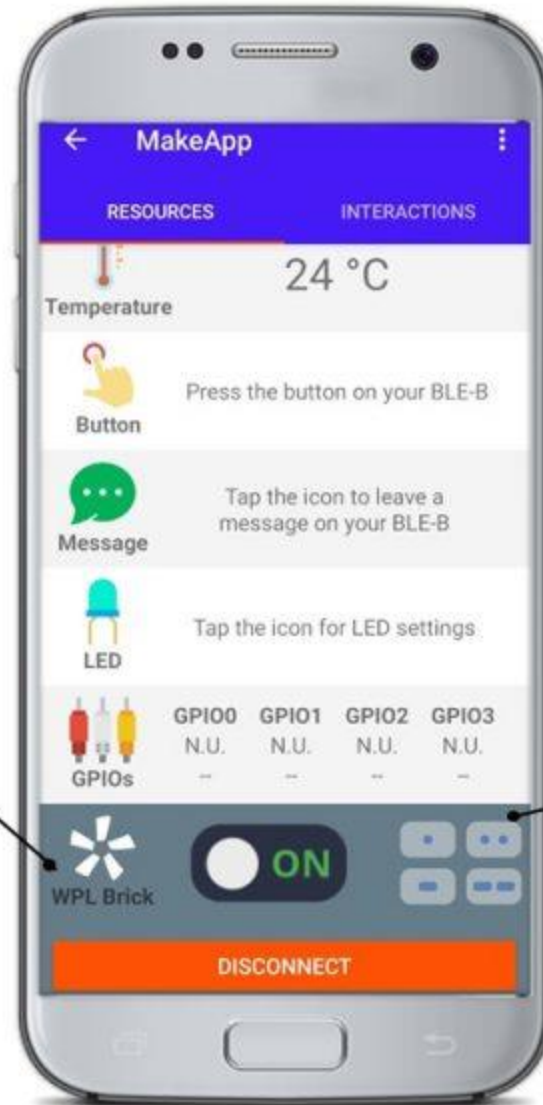 MakeApp
RESOURCES INTERACTIONS
Temperature 24 °C
Button Press the button on your BLE-B
Message Tap the icon to leave a
message on your BLE-B
LED Tap the icon for LED settings
GPIOs GPIO0 GPIO1 GPIO2 GPIO3
N.U. N.U. N.U. N.U.
-- -- -- --
WPL Brick ON
DISCONNECT